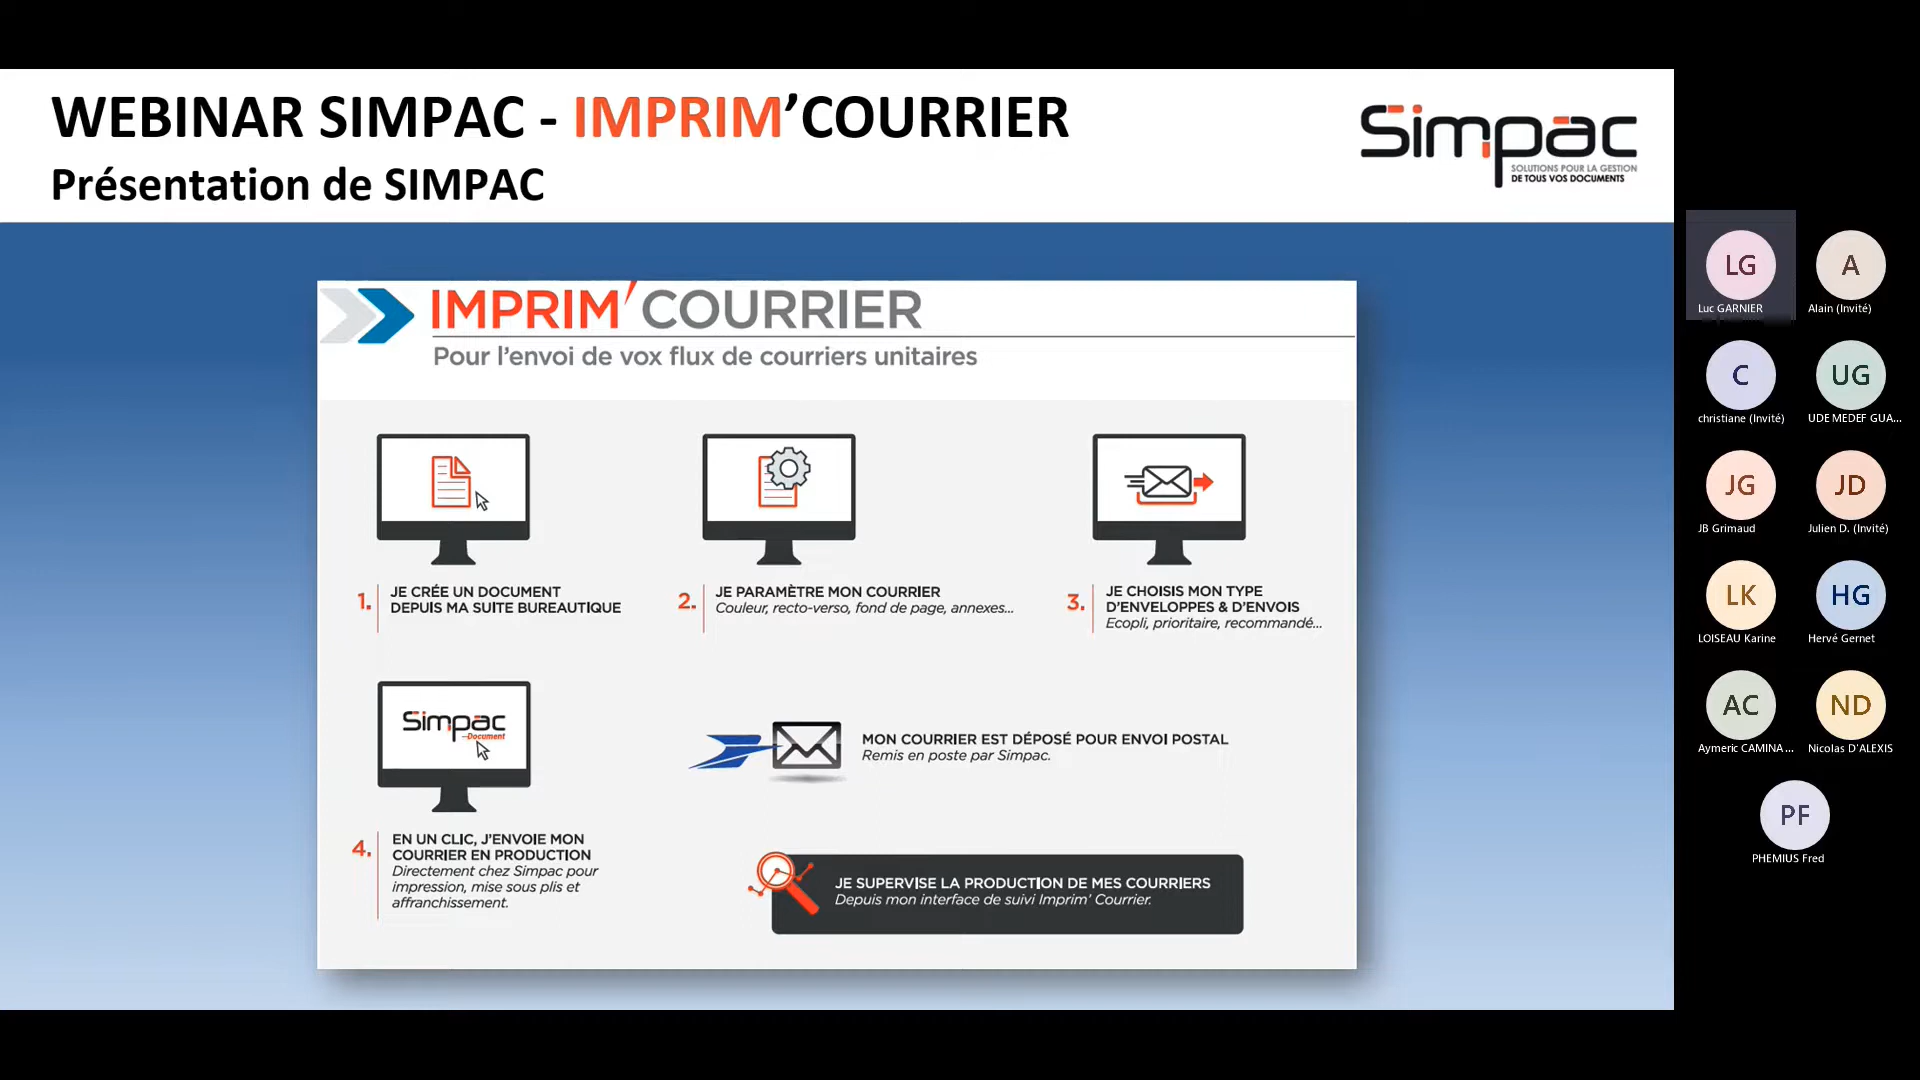 WEBINAR SIMPAC - IMPRIM’COURRIER
Présentation de SIMPAC
Simpac
SOLUTIONS POUR LA GESTION
DE TOUS VOS DOCUMENTS
IMPRIM’COURRIER
Pour l’envoi de vox flux de courriers unitaires
1. JE CRÉE UN DOCUMENT
DEPUIS MA SUITE BUREAUTIQUE
2. JE PARAMÈTRE MON COURRIER
Couleur, recto-verso, fond de page, annexes...
3. JE CHOISIS MON TYPE
D’ENVELOPPES & D’ENVOIS
Ecopli, prioritaire, recommandé...
Simpac
Document
4. EN UN CLIC, J’ENVOIE MON
COURRIER EN PRODUCTION
Directement chez Simpac pour
impression, mise sous plis et
affranchissement.
MON COURRIER EST DÉPOSÉ POUR ENVOI POSTAL
Remis en poste par Simpac.
JE SUPERVISE LA PRODUCTION DE MES COURRIERS
Depuis mon interface de suivi Imprim’ Courrier.
LG
Luc GARNIER
A
Alain (Invité)
C
christiane (Invité)
UG
UDE MEDEF GUA...
JG
JB Grimaud
JD
Julien D. (Invité)
LK
LOISEAU Karine
HG
Hervé Gernet
AC
Aymeric CAMINA...
ND
Nicolas D'ALEXIS
PF
PHEMIUS Fred